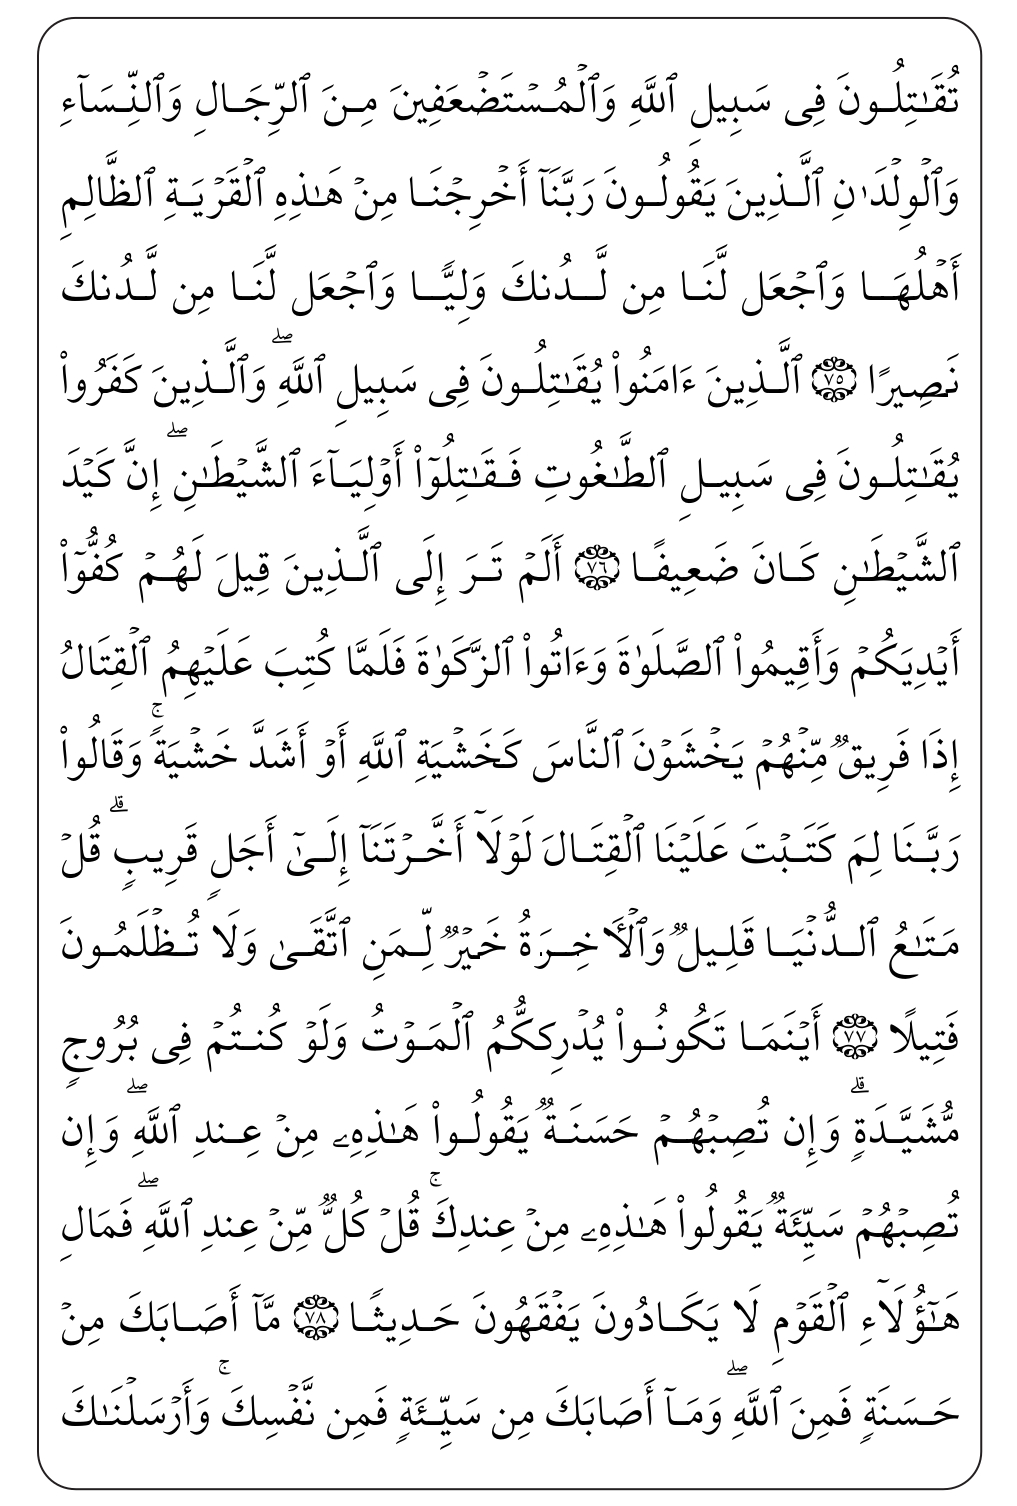 تُقَٰتِلُونَ فِى سَبِيلِ ٱللَّهِ وَٱلْمُسْتَضْعَفِينَ مِنَ ٱلرِّجَالِ وَٱلنِّسَآءِ
وَٱلْوِلْدَٰنِ ٱلَّذِينَ يَقُولُونَ رَبَّنَآ أَخْرِجْنَا مِنْ هَٰذِهِ ٱلْقَرْيَةِ ٱلظَّالِمِ
أَهْلُهَا وَٱجْعَل لَّنَا مِن لَّدُنكَ وَلِيًّا وَٱجْعَل لَّنَا مِن لَّدُنكَ
نَصِيرًا ٧٥ ٱلَّذِينَ ءَامَنُوا۟ يُقَٰتِلُونَ فِى سَبِيلِ ٱللَّهِ ۖ وَٱلَّذِينَ كَفَرُوا۟
يُقَٰتِلُونَ فِى سَبِيلِ ٱلطَّٰغُوتِ فَقَٰتِلُوٓا۟ أَوْلِيَآءَ ٱلشَّيْطَٰنِ ۖ إِنَّ كَيْدَ
ٱلشَّيْطَٰنِ كَانَ ضَعِيفًا ٧٦ أَلَمْ تَرَ إِلَى ٱلَّذِينَ قِيلَ لَهُمْ كُفُّوٓا۟
أَيْدِيَكُمْ وَأَقِيمُوا۟ ٱلصَّلَوٰةَ وَءَاتُوا۟ ٱلزَّكَوٰةَ فَلَمَّا كُتِبَ عَلَيْهِمُ ٱلْقِتَالُ
إِذَا فَرِيقٌ مِّنْهُمْ يَخْشَوْنَ ٱلنَّاسَ كَخَشْيَةِ ٱللَّهِ أَوْ أَشَدَّ خَشْيَةً ۚ وَقَالُوا۟
رَبَّنَا لِمَ كَتَبْتَ عَلَيْنَا ٱلْقِتَالَ لَوْلَآ أَخَّرْتَنَآ إِلَىٰٓ أَجَلٍ قَرِيبٍ ۗ قُلْ
مَتَٰعُ ٱلدُّنْيَا قَلِيلٌ وَٱلْءَاخِرَةُ خَيْرٌ لِّمَنِ ٱتَّقَىٰ وَلَا تُظْلَمُونَ
فَتِيلًا ٧٧ أَيْنَمَا تَكُونُوا۟ يُدْرِككُّمُ ٱلْمَوْتُ وَلَوْ كُنتُمْ فِى بُرُوجٍ
مُّشَيَّدَةٍ ۗ وَإِن تُصِبْهُمْ حَسَنَةٌ يَقُولُوا۟ هَٰذِهِۦ مِنْ عِندِ ٱللَّهِ ۖ وَإِن
تُصِبْهُمْ سَيِّئَةٌ يَقُولُوا۟ هَٰذِهِۦ مِنْ عِندِكَ ۚ قُلْ كُلٌّ مِّنْ عِندِ ٱللَّهِ ۖ فَمَالِ
هَٰٓؤُلَآءِ ٱلْقَوْمِ لَا يَكَادُونَ يَفْقَهُونَ حَدِيثًا ٧٨ مَّآ أَصَابَكَ مِنْ
حَسَنَةٍ فَمِنَ ٱللَّهِ ۖ وَمَآ أَصَابَكَ مِن سَيِّئَةٍ فَمِن نَّفْسِكَ ۚ وَأَرْسَلْنَٰكَ